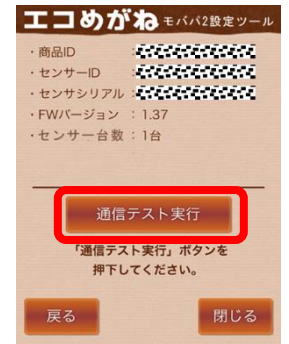 エコめがね モバパ2設定ツール
・商品ID :
・センサーID :
・センサシリアル :
・FWバージョン : 1.37
・センサー台数 : 1台
通信テスト実行
「通信テスト実行」ボタンを
押下してください。
戻る 閉じる